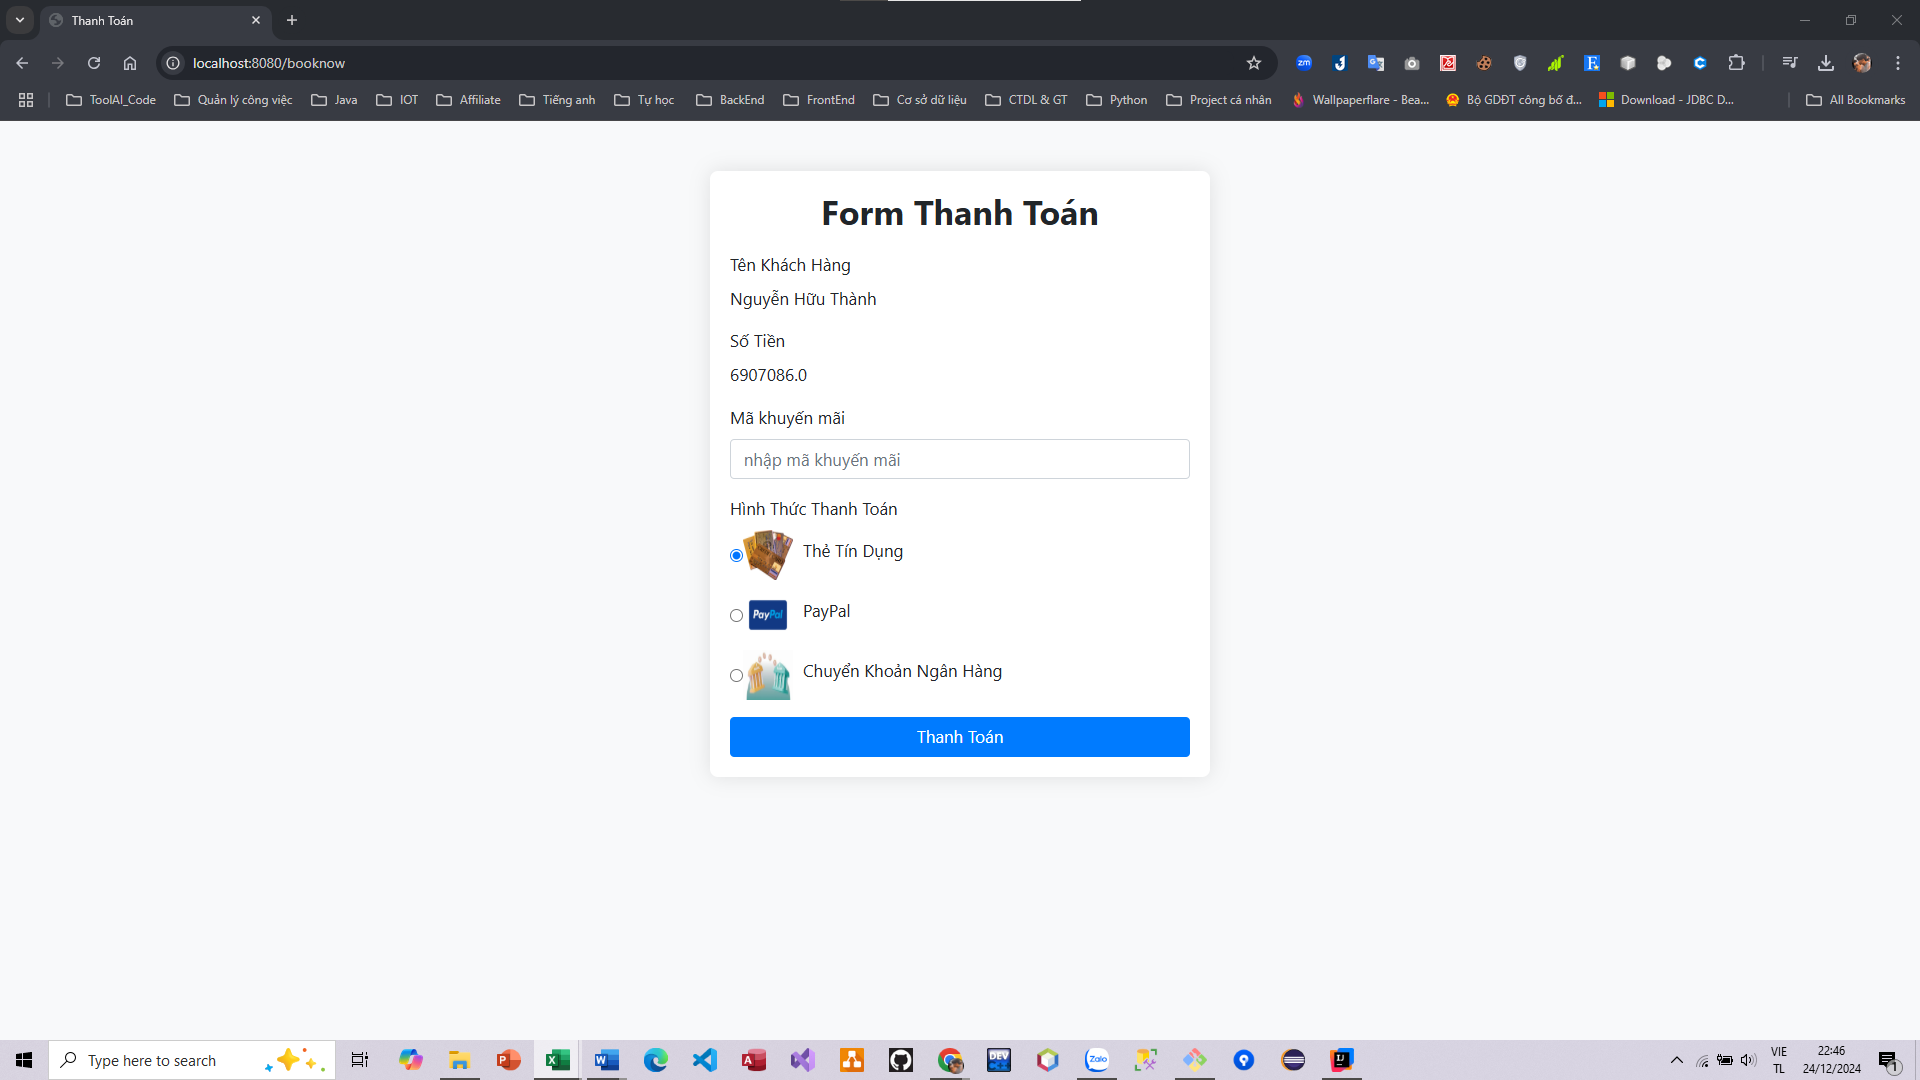 Thanh Toán
localhost:8080/booknow
ToolAI_Code
Quản lý công việc
Java
IOT
Affiliate
Tiếng anh
Tự học
BackEnd
FrontEnd
Cơ sở dữ liệu
CTDL & GT
Python
Project cá nhân
Wallpaperflare - Bea...
Bộ GDĐT công bố đ...
Download - JDBC D...
All Bookmarks
Form Thanh Toán
Tên Khách Hàng
Nguyễn Hữu Thành
Số Tiền
6907086.0
Mã khuyến mãi
nhập mã khuyến mãi
Hình Thức Thanh Toán
Thẻ Tín Dụng
PayPal
PayPal
Chuyển Khoản Ngân Hàng
Thanh Toán
Type here to search
Zalo
VIE
TL
22:46
24/12/2024
1